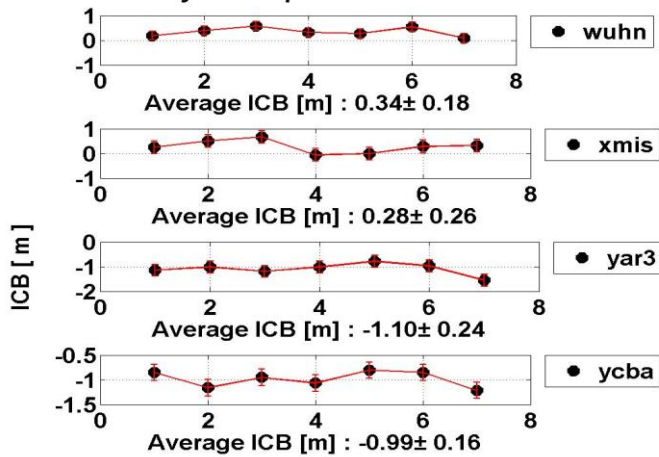 1
0
-1
wuhn
0 2 4 6 8
Average ICB [m] : 0.34± 0.18
1
0
-1
xmis
0 2 4 6 8
Average ICB [m] : 0.28± 0.26
ICB [ m ]
0
-1
-2
yar3
0 2 4 6 8
Average ICB [m] : -1.10± 0.24
-0.5
-1
-1.5
ycba
0 2 4 6 8
Average ICB [m] : -0.99± 0.16